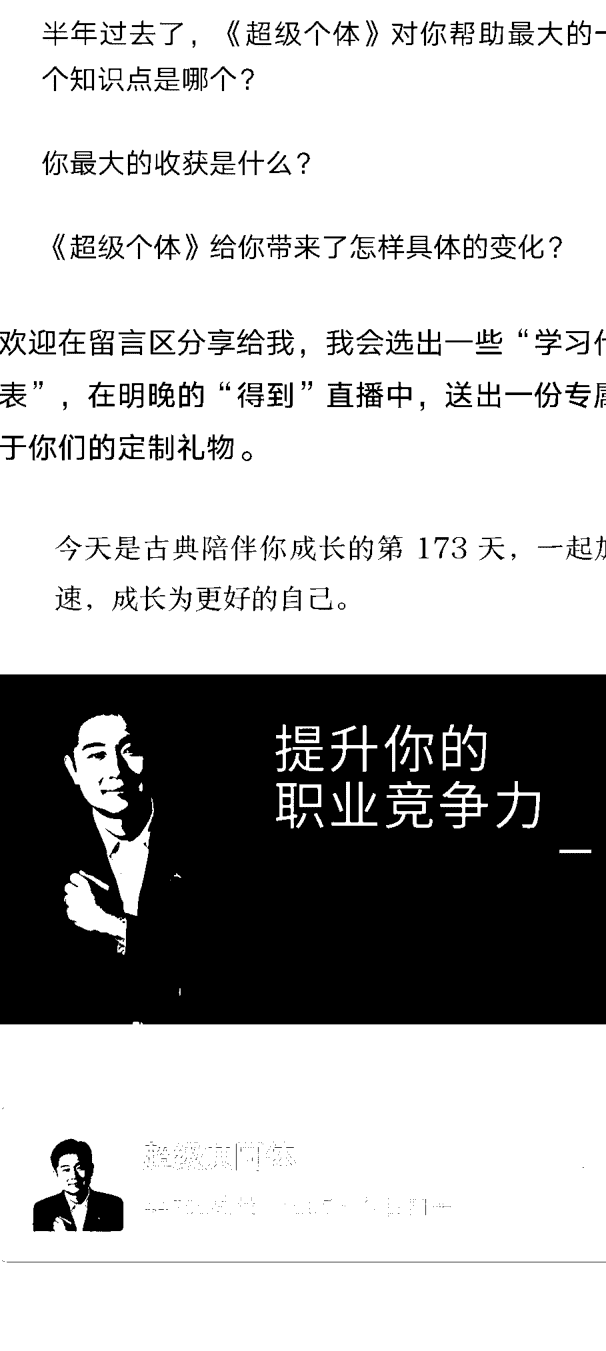 半年过去了，《超级个体》对你帮助最大的一
个知识点是哪个？
你最大的收获是什么？
《超级个体》给你带来了怎样具体的变化？
欢迎在留言区分享给我，我会选出一些“学习代
表”，在明晚的“得到”直播中，送出一份专属
于你们的定制礼物。
今天是古典陪伴你成长的第 173 天，一起加
速，成长为更好的自己。
提升你的
职业竞争力